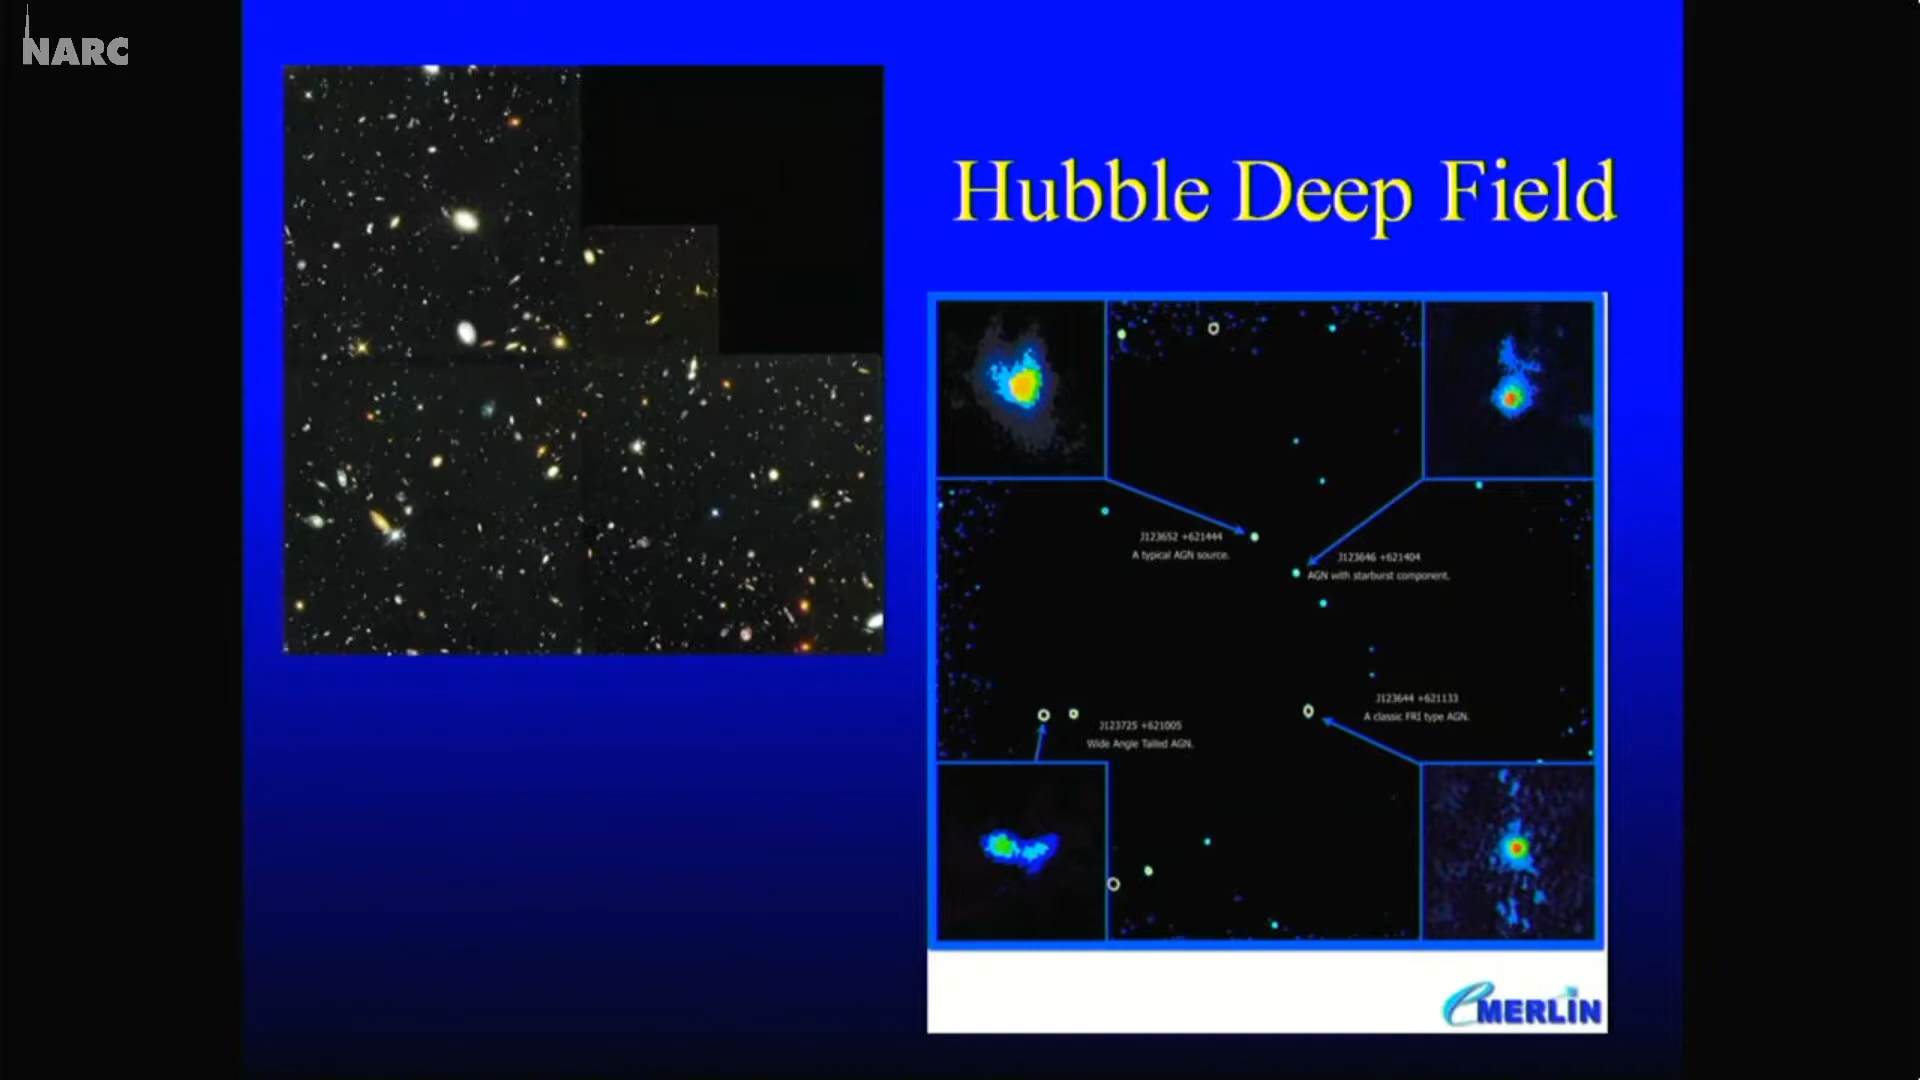 NARC
Hubble Deep Field
J123652 +621444
A typical AGN source.
J123646 +621404
AGN with starburst component.
J123644 +621133
A classic FRI type AGN.
J123725 +621005
Wide Angle Tailed AGN.
eMERLIN